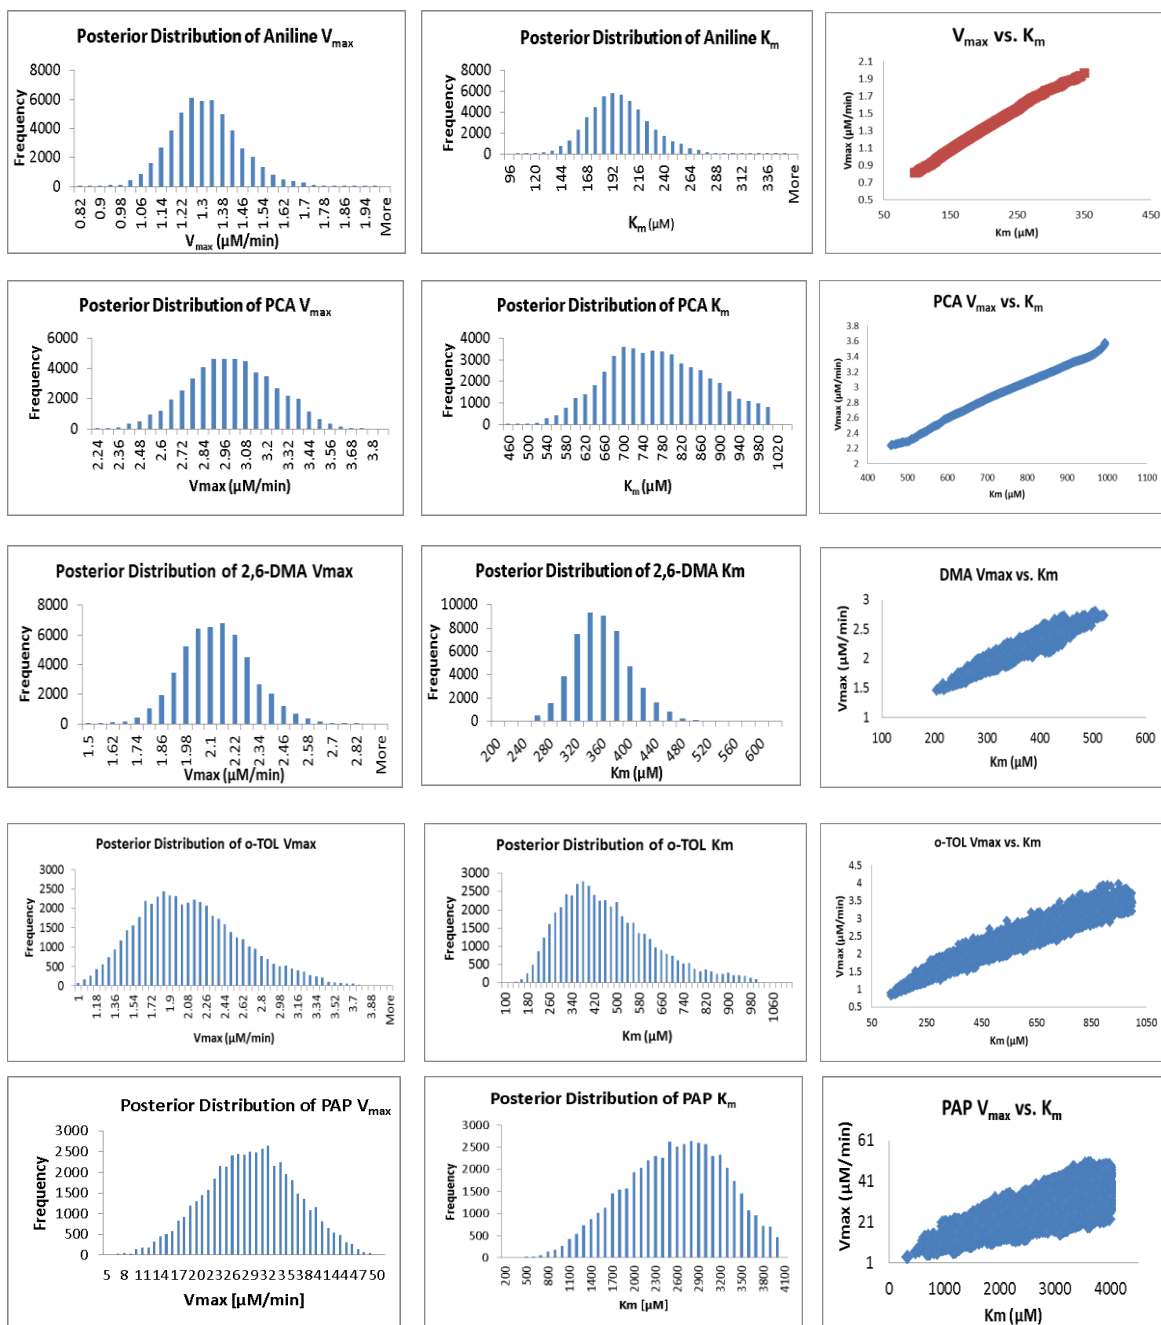 Posterior Distribution of Aniline Vmax
8000
6000
4000
2000
0
Frequency
0.82 0.9 0.98 1.06 1.14 1.22 1.3 1.38 1.46 1.54 1.62 1.7 1.78 1.86 1.94 More
Vmax (µM/min)
Posterior Distribution of Aniline Km
8000
6000
4000
2000
0
Frequency
96 120 144 168 192 216 240 264 288 312 336 More
Km (µM)
Vmax vs. Km
2.1
1.9
1.7
1.5
1.3
1.1
0.9
0.7
0.5
Vmax (µM/min)
50 150 250 350 450
Km (µM)
Posterior Distribution of PCA Vmax
6000
4000
2000
0
Frequency
2.24 2.36 2.48 2.6 2.72 2.84 2.96 3.08 3.2 3.32 3.44 3.56 3.68 3.8
Vmax (µM/min)
Posterior Distribution of PCA Km
4000
3000
2000
1000
0
Frequency
460 500 540 580 620 660 700 740 780 820 860 900 940 980 1020
Km (µM)
PCA Vmax vs. Km
3.8
3.6
3.4
3.2
3
2.8
2.6
2.4
2.2
2
Vmax (µM/min)
400 500 600 700 800 900 1000 1100
Km (µM)
Posterior Distribution of 2,6-DMA Vmax
8000
6000
4000
2000
0
Frequency
1.5 1.62 1.74 1.86 1.98 2.1 2.22 2.34 2.46 2.58 2.7 2.82 More
Vmax (µM/min)
Posterior Distribution of 2,6-DMA Km
10000
8000
6000
4000
2000
0
Frequency
200 240 280 320 360 400 440 480 520 560 600
Km (µM)
DMA Vmax vs. Km
3
2.5
2
1.5
1
Vmax (µM/min)
100 200 300 400 500 600
Km (µM)
Posterior Distribution of o-TOL Vmax
3000
2500
2000
1500
1000
500
0
Frequency
1 1.18 1.36 1.54 1.72 1.9 2.08 2.26 2.44 2.62 2.8 2.98 3.16 3.34 3.52 3.7 3.88 More
Vmax (µM/min)
Posterior Distribution of o-TOL Km
3000
2500
2000
1500
1000
500
0
Frequency
100 180 260 340 420 500 580 660 740 820 900 980 1060
Km (µM)
o-TOL Vmax vs. Km
4.5
4
3.5
3
2.5
2
1.5
1
0.5
Vmax (µM/min)
50 250 450 650 850 1050
Km (µM)
Posterior Distribution of PAP Vmax
3000
2500
2000
1500
1000
500
0
Frequency
5 8 11 14 17 20 23 26 29 32 35 38 41 44 47 50
Vmax [µM/min]
Posterior Distribution of PAP Km
3000
2500
2000
1500
1000
500
0
Frequency
200 500 800 1100 1400 1700 2000 2300 2600 2900 3200 3500 3800 4100
Km [µM]
PAP Vmax vs. Km
61
41
21
1
Vmax (µM/min)
0 1000 2000 3000 4000
Km (µM)